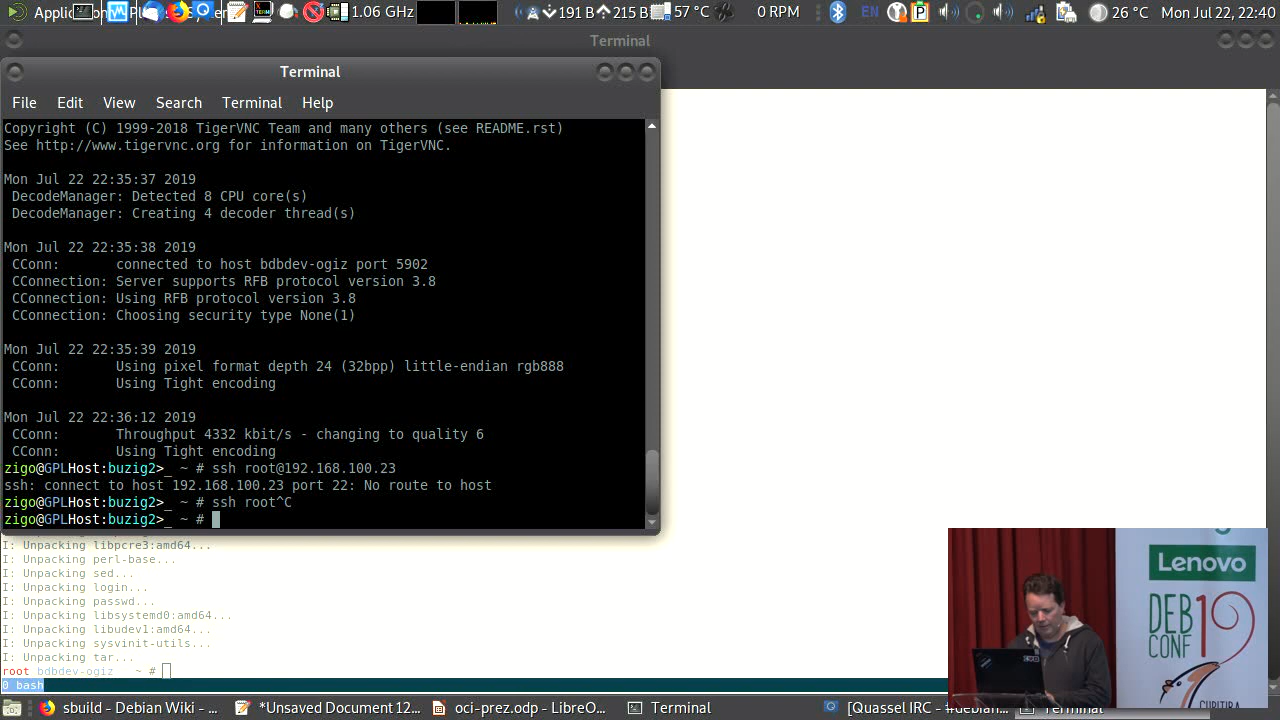 Applic
Pl
Syst
1.06 GHz
191 B
215 B
57 °C
0 RPM
EN
26 °C
Mon Jul 22, 22:40
Terminal
Terminal
File Edit View Search Terminal Help
Copyright (C) 1999-2018 TigerVNC Team and many others (see README.rst)
See http://www.tigervnc.org for information on TigerVNC.
Mon Jul 22 22:35:37 2019
DecodeManager: Detected 8 CPU core(s)
DecodeManager: Creating 4 decoder thread(s)
Mon Jul 22 22:35:38 2019
CConn: connected to host bdbdev-ogiz port 5902
CConnection: Server supports RFB protocol version 3.8
CConnection: Using RFB protocol version 3.8
CConnection: Choosing security type None(1)
Mon Jul 22 22:35:39 2019
CConn: Using pixel format depth 24 (32bpp) little-endian rgb888
CConn: Using Tight encoding
Mon Jul 22 22:36:12 2019
CConn: Throughput 4332 kbit/s - changing to quality 6
CConn: Using Tight encoding
zigo@GPLHost:buzig2>_ ~ # ssh root@192.168.100.23
ssh: connect to host 192.168.100.23 port 22: No route to host
zigo@GPLHost:buzig2>_ ~ # ssh root^C
zigo@GPLHost:buzig2>_ ~ #
I: Unpacking libpcre3:amd64...
I: Unpacking perl-base...
I: Unpacking sed...
I: Unpacking login...
I: Unpacking passwd...
I: Unpacking libsystemd0:amd64...
I: Unpacking libudev1:amd64...
I: Unpacking sysvinit-utils...
I: Unpacking tar...
root bdbdev-ogiz ~ #
0 bash
Lenovo
DEB
CONF
19
CURITIBA
sbuild - Debian Wiki - ...
*Unsaved Document 12...
oci-prez.odp - LibreO...
Terminal
[Quassel IRC - #debian...
Terminal